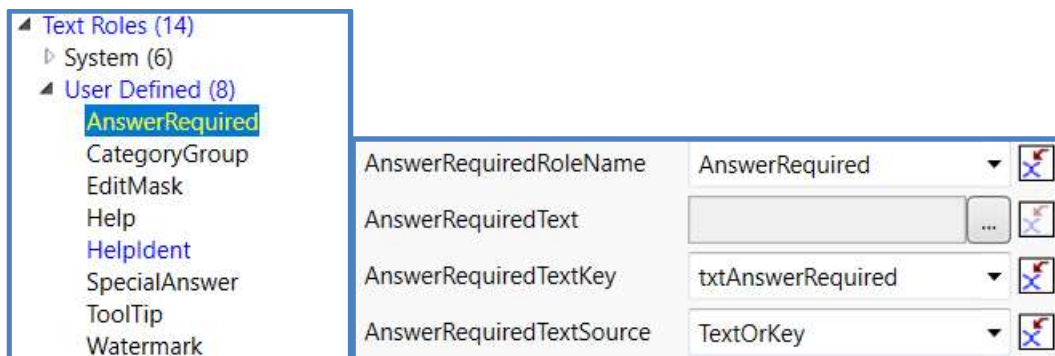 Text Roles (14)
System (6)
User Defined (8)
AnswerRequired
CategoryGroup
EditMask
Help
HelpIdent
SpecialAnswer
ToolTip
Watermark
AnswerRequiredRoleName AnswerRequired
AnswerRequiredText ...
AnswerRequiredTextKey txtAnswerRequired
AnswerRequiredTextSource TextOrKey